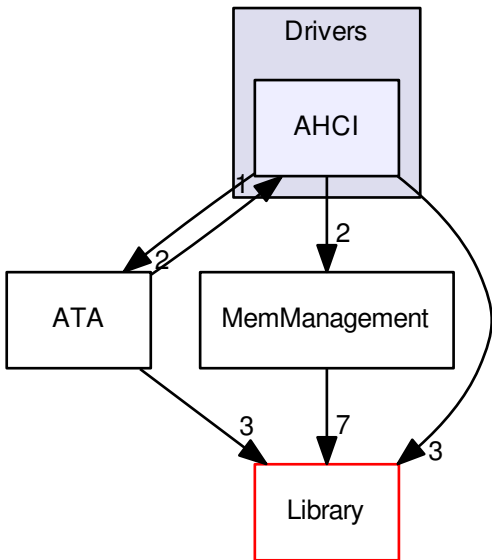 Drivers
AHCI
1
2
2
ATA
MemManagement
3
7
3
Library